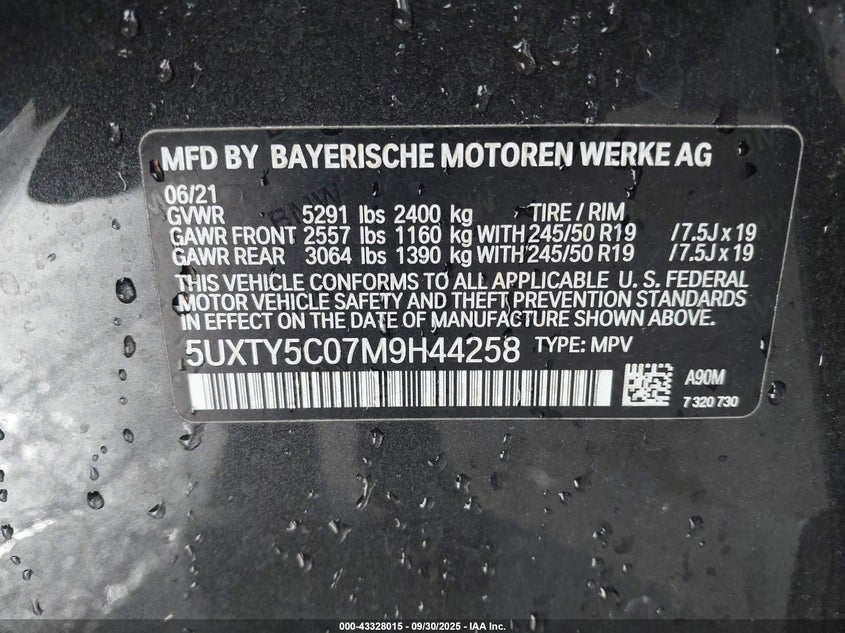 MFD BY BAYERISCHE MOTOREN WERKE AG
06/21
GVWR 5291 lbs 2400 kg TIRE / RIM
GAWR FRONT 2557 lbs 1160 kg WITH 245/50 R19 /7.5J x 19
GAWR REAR 3064 lbs 1390 kg WITH 245/50 R19 /7.5J x 19
THIS VEHICLE CONFORMS TO ALL APPLICABLE U. S. FEDERAL
MOTOR VEHICLE SAFETY AND THEFT PREVENTION STANDARDS
IN EFFECT ON THE DATE OF MANUFACTURE SHOWN ABOVE.
5UXTY5C07M9H44258 TYPE: MPV
A90M
7 320 730
000-43328015 - 09/30/2025 - IAA Inc.